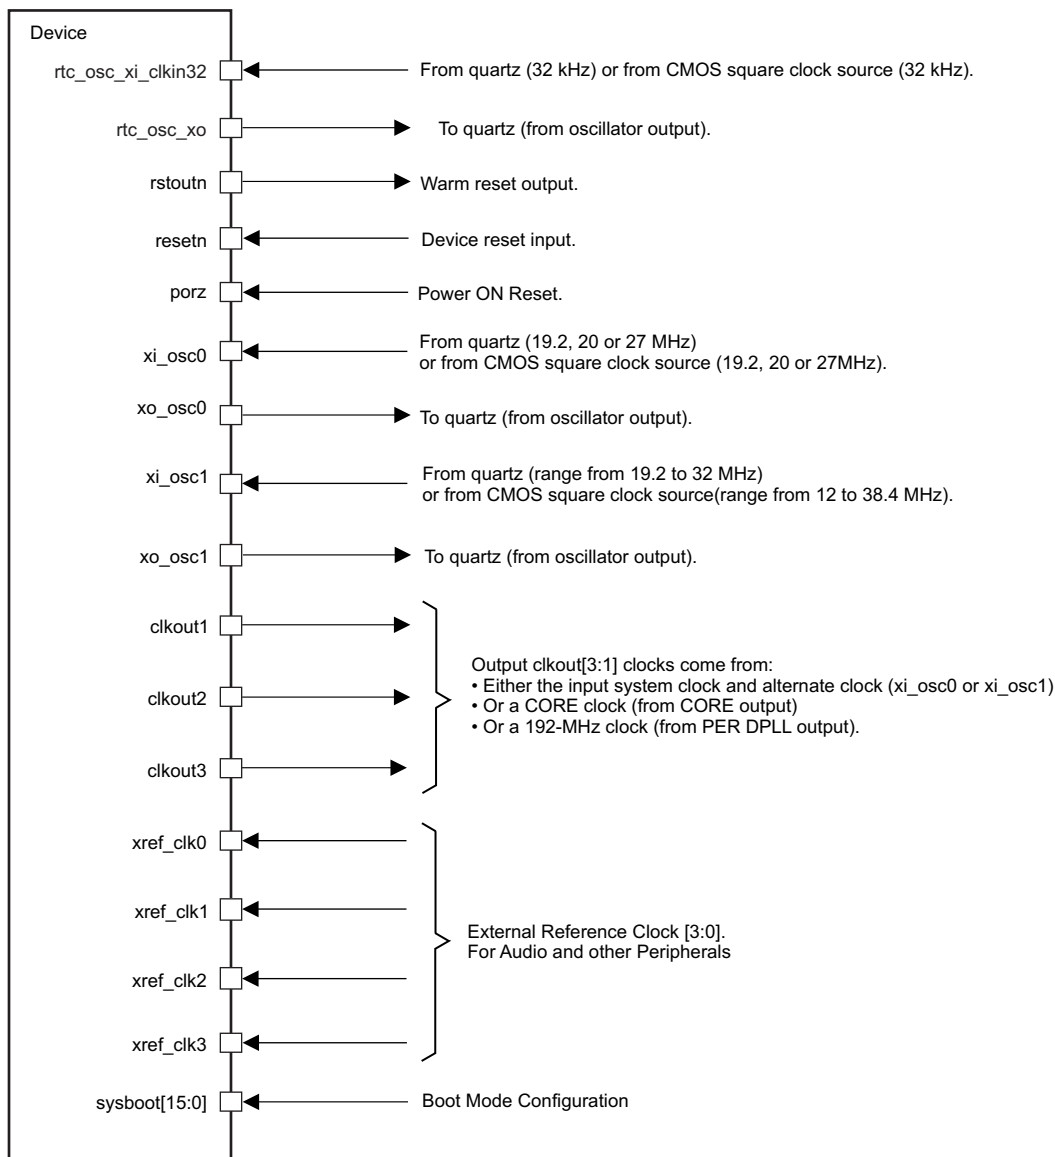 Device
rtc_osc_xi_clkin32
From quartz (32 kHz) or from CMOS square clock source (32 kHz).
rtc_osc_xo
To quartz (from oscillator output).
rstoutn
Warm reset output.
resetn
Device reset input.
porz
Power ON Reset.
xi_osc0
From quartz (19.2, 20 or 27 MHz)
or from CMOS square clock source (19.2, 20 or 27MHz).
xo_osc0
To quartz (from oscillator output).
xi_osc1
From quartz (range from 19.2 to 32 MHz)
or from CMOS square clock source(range from 12 to 38.4 MHz).
xo_osc1
To quartz (from oscillator output).
clkout1
clkout2
clkout3
Output clkout[3:1] clocks come from:
• Either the input system clock and alternate clock (xi_osc0 or xi_osc1)
• Or a CORE clock (from CORE output)
• Or a 192-MHz clock (from PER DPLL output).
xref_clk0
xref_clk1
xref_clk2
xref_clk3
External Reference Clock [3:0].
For Audio and other Peripherals
sysboot[15:0]
Boot Mode Configuration